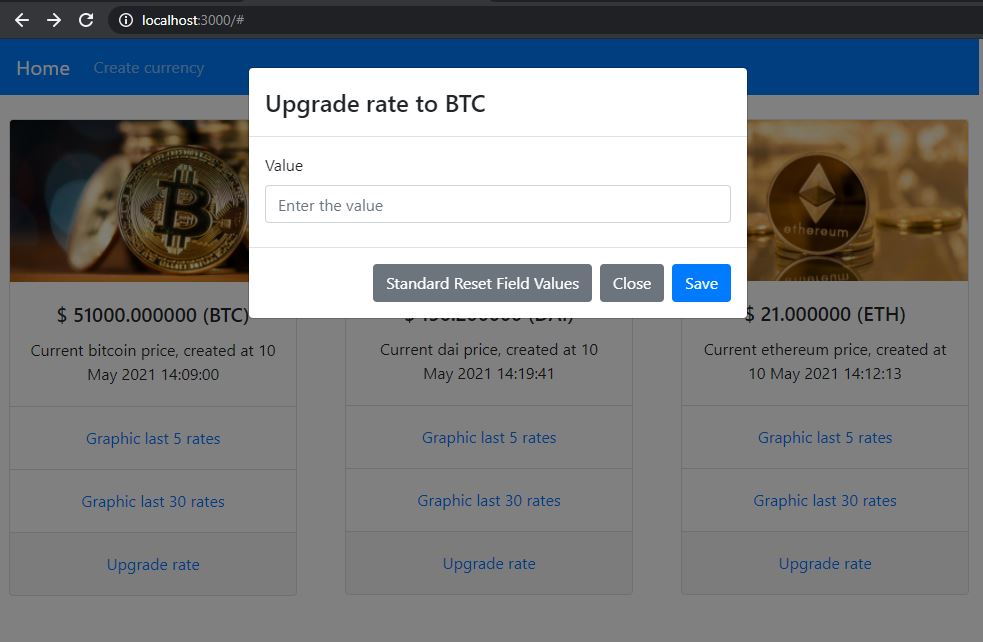 localhost:3000/#
Home Create currency
Upgrade rate to BTC
Value
Enter the value
Standard Reset Field Values Close Save
ethereum
$ 51000.000000 (BTC)
Current bitcoin price, created at 10
May 2021 14:09:00
Graphic last 5 rates
Graphic last 30 rates
Upgrade rate
Current dai price, created at 10
May 2021 14:19:41
Graphic last 5 rates
Graphic last 30 rates
Upgrade rate
$ 21.000000 (ETH)
Current ethereum price, created at
10 May 2021 14:12:13
Graphic last 5 rates
Graphic last 30 rates
Upgrade rate